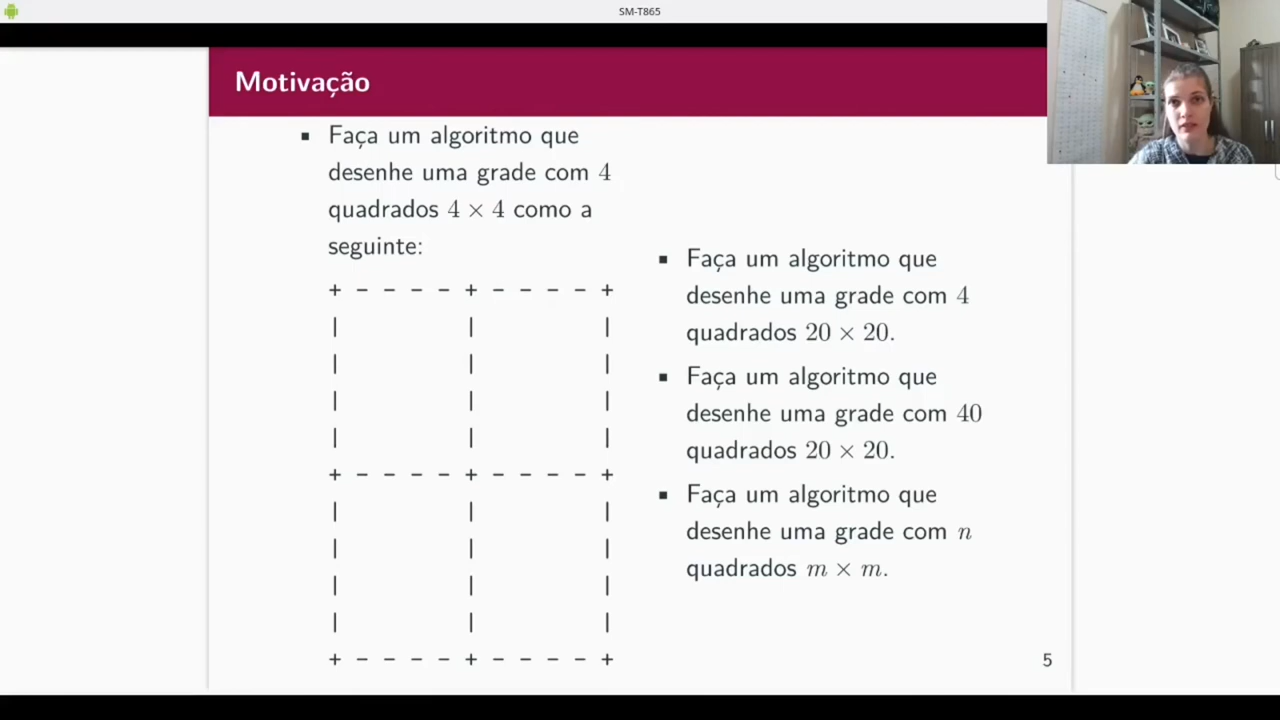 SM-T865
Motivação
▪ Faça um algoritmo que
desenhe uma grade com 4
quadrados 4 × 4 como a
seguinte:
+ - - - - + - - - - +
| | |
| | |
| | |
| | |
+ - - - - + - - - - +
| | |
| | |
| | |
| | |
+ - - - - + - - - - +
▪ Faça um algoritmo que
desenhe uma grade com 4
quadrados 20 × 20.
▪ Faça um algoritmo que
desenhe uma grade com 40
quadrados 20 × 20.
▪ Faça um algoritmo que
desenhe uma grade com n
quadrados m × m.
5